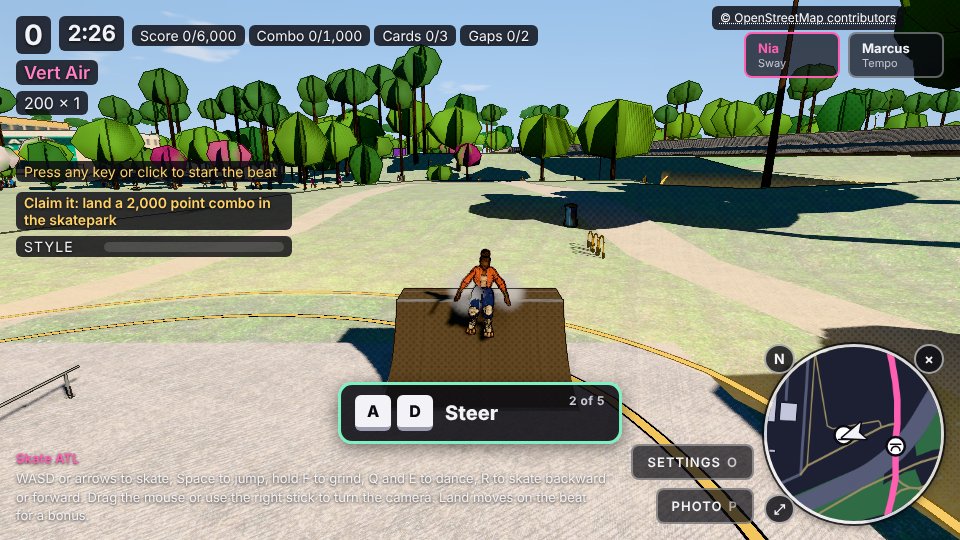 © OpenStreetMap contributors
0
2:26
Score 0/6,000
Combo 0/1,000
Cards 0/3
Gaps 0/2
Nia
Sway
Marcus
Tempo
Vert Air
200 × 1
Press any key or click to start the beat
Claim it: land a 2,000 point combo in
the skatepark
STYLE
N
×
A
D
Steer
2 of 5
Skate ATL
WASD or arrows to skate, Space to jump, hold F to grind, Q and E to dance, R to skate backward
or forward. Drag the mouse or use the right stick to turn the camera. Land moves on the beat
for a bonus.
SETTINGS O
PHOTO P